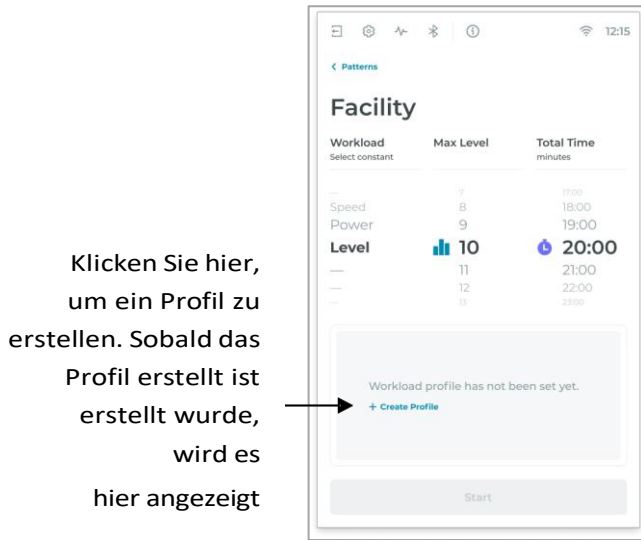 12:15
< Patterns
Facility
Workload Max Level Total Time
Select constant minutes
— 7 17:00
Speed 8 18:00
Power 9 19:00
Level 10 20:00
— 11 21:00
— 12 22:00
— 13 23:00
Klicken Sie hier,
um ein Profil zu
erstellen. Sobald das
Profil erstellt ist
erstellt wurde,
wird es
hier angezeigt
Workload profile has not been set yet.
+ Create Profile
Start